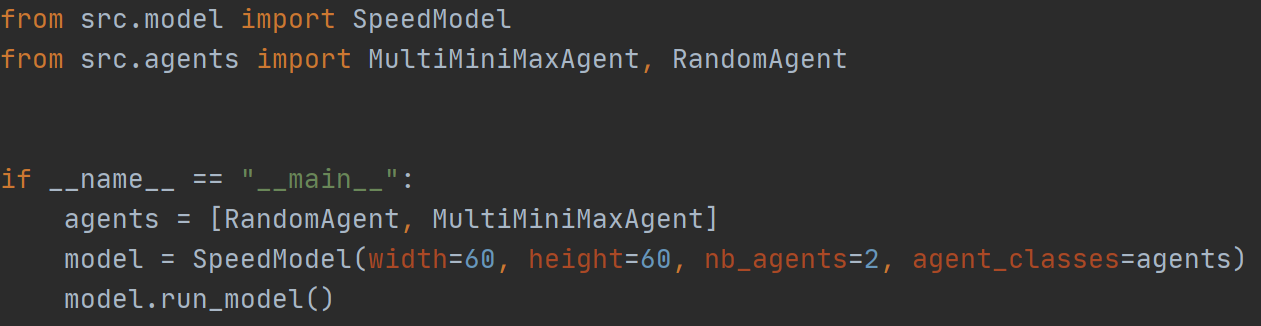 from src.model import SpeedModel
from src.agents import MultiMiniMaxAgent, RandomAgent
if __name__ == "__main__":
    agents = [RandomAgent, MultiMiniMaxAgent]
    model = SpeedModel(width=60, height=60, nb_agents=2, agent_classes=agents)
    model.run_model()